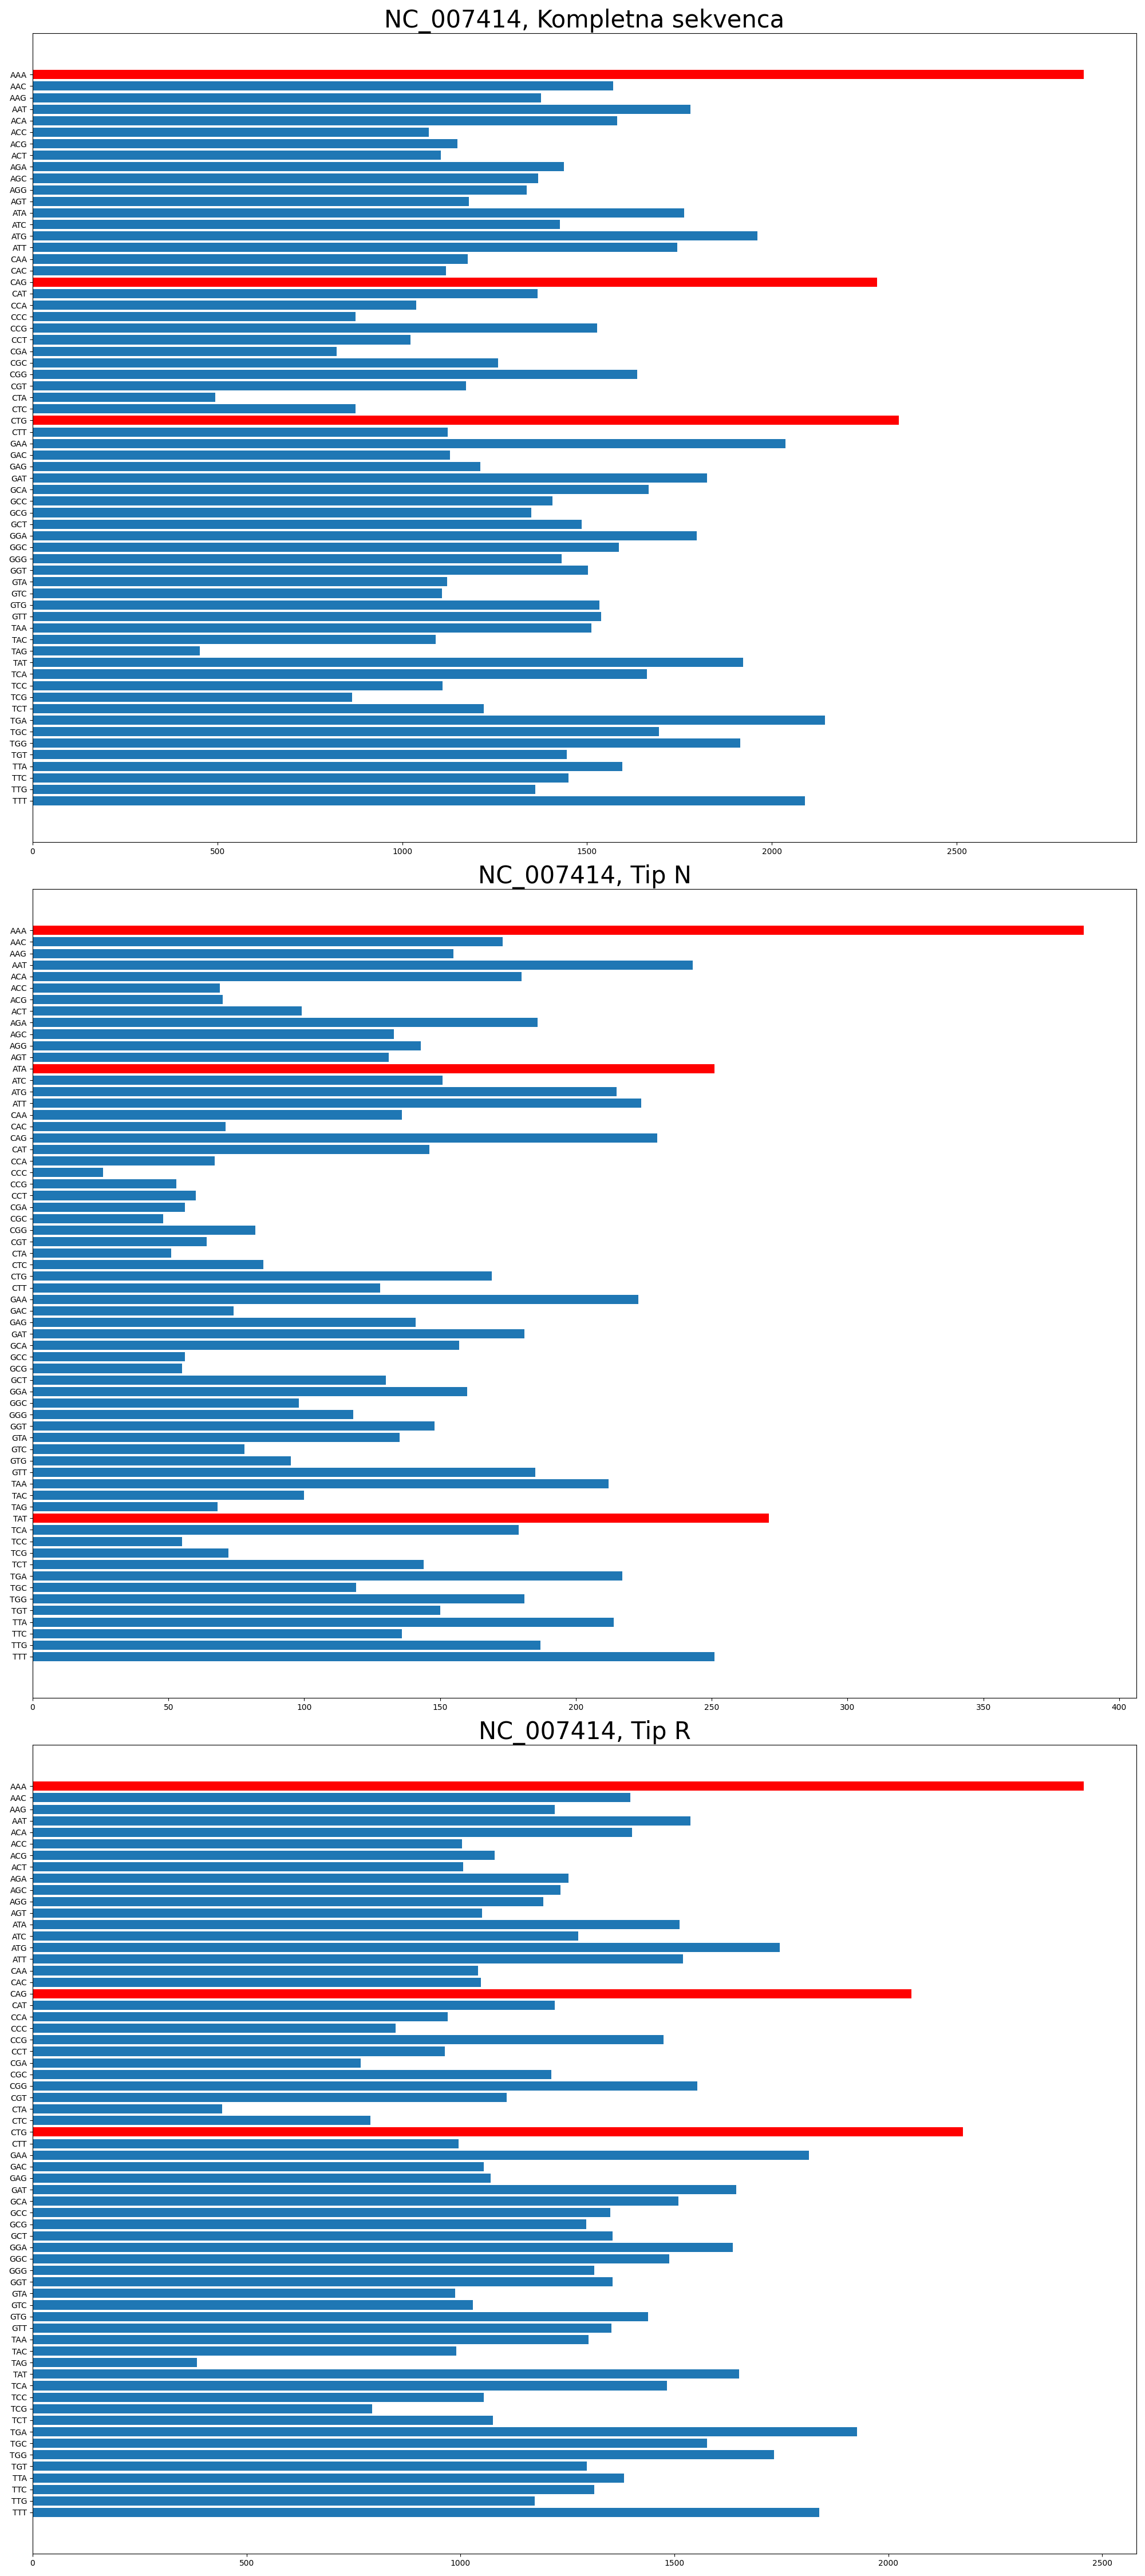 NC_007414, Kompletna sekvenca
AAA
AAC
AAG
AAT
ACA
ACC
ACG
ACT
AGA
AGC
AGG
AGT
ATA
ATC
ATG
ATT
CAA
CAC
CAG
CAT
CCA
CCC
CCG
CCT
CGA
CGC
CGG
CGT
CTA
CTC
CTG
CTT
GAA
GAC
GAG
GAT
GCA
GCC
GCG
GCT
GGA
GGC
GGG
GGT
GTA
GTC
GTG
GTT
TAA
TAC
TAG
TAT
TCA
TCC
TCG
TCT
TGA
TGC
TGG
TGT
TTA
TTC
TTG
TTT
0 500 1000 1500 2000 2500
NC_007414, Tip N
AAA
AAC
AAG
AAT
ACA
ACC
ACG
ACT
AGA
AGC
AGG
AGT
ATA
ATC
ATG
ATT
CAA
CAC
CAG
CAT
CCA
CCC
CCG
CCT
CGA
CGC
CGG
CGT
CTA
CTC
CTG
CTT
GAA
GAC
GAG
GAT
GCA
GCC
GCG
GCT
GGA
GGC
GGG
GGT
GTA
GTC
GTG
GTT
TAA
TAC
TAG
TAT
TCA
TCC
TCG
TCT
TGA
TGC
TGG
TGT
TTA
TTC
TTG
TTT
0 50 100 150 200 250 300 350 400
NC_007414, Tip R
AAA
AAC
AAG
AAT
ACA
ACC
ACG
ACT
AGA
AGC
AGG
AGT
ATA
ATC
ATG
ATT
CAA
CAC
CAG
CAT
CCA
CCC
CCG
CCT
CGA
CGC
CGG
CGT
CTA
CTC
CTG
CTT
GAA
GAC
GAG
GAT
GCA
GCC
GCG
GCT
GGA
GGC
GGG
GGT
GTA
GTC
GTG
GTT
TAA
TAC
TAG
TAT
TCA
TCC
TCG
TCT
TGA
TGC
TGG
TGT
TTA
TTC
TTG
TTT
0 500 1000 1500 2000 2500